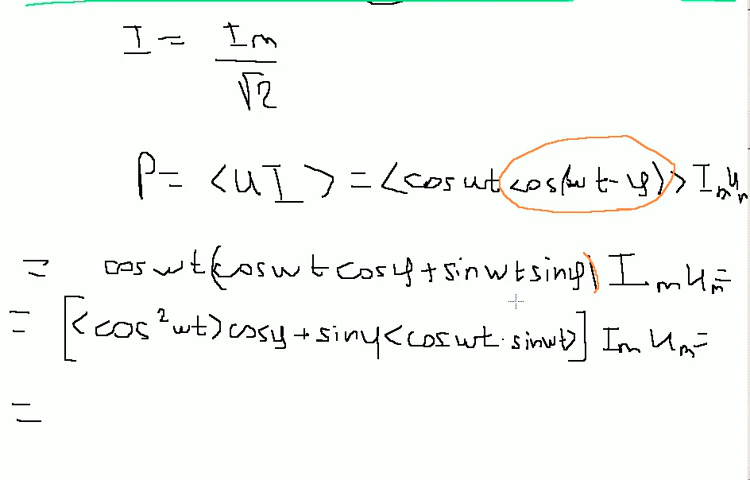 I = Im/√2
P = <UI> = <cos ωt cos(ωt - φ)> Im Um
= cos ωt (cos ωt cos φ + sin ωt sin φ) Im Um =
= [<cos² ωt> cos φ + sin φ <cos ωt · sin ωt>] Im Um =
=